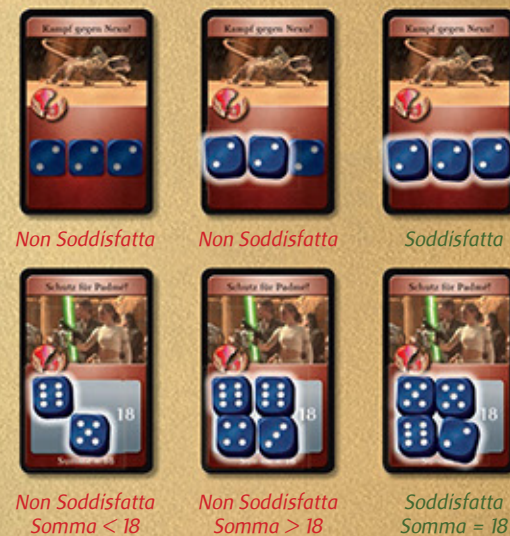 Kampf gegen Nexu!
Kampf gegen Nexu!
Kampf gegen Nexu!
Non Soddisfatta
Non Soddisfatta
Soddisfatta
Schutz für Padmé!
Schutz für Padmé!
Schutz für Padmé!
18
18
18
Non Soddisfatta
Somma < 18
Non Soddisfatta
Somma > 18
Soddisfatta
Somma = 18